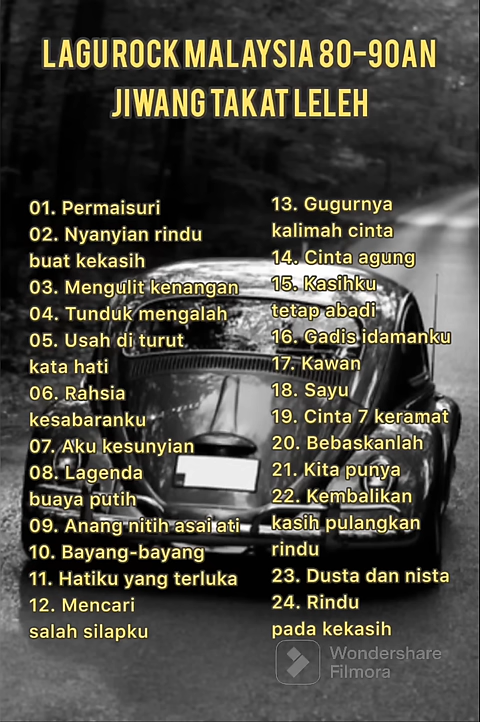 LAGU ROCK MALAYSIA 80-90AN
JIWANG TAKAT LELEH
01. Permaisuri
02. Nyanyian rindu
buat kekasih
03. Mengulit kenangan
04. Tunduk mengalah
05. Usah di turut
kata hati
06. Rahsia
kesabaranku
07. Aku kesunyian
08. Lagenda
buaya putih
09. Anang nitih asai ati
10. Bayang-bayang
11. Hatiku yang terluka
12. Mencari
salah silapku
13. Gugurnya
kalimah cinta
14. Cinta agung
15. Kasihku
tetap abadi
16. Gadis idamanku
17. Kawan
18. Sayu
19. Cinta 7 keramat
20. Bebaskanlah
21. Kita punya
22. Kembalikan
kasih pulangkan
rindu
23. Dusta dan nista
24. Rindu
pada kekasih
Wondershare
Filmora